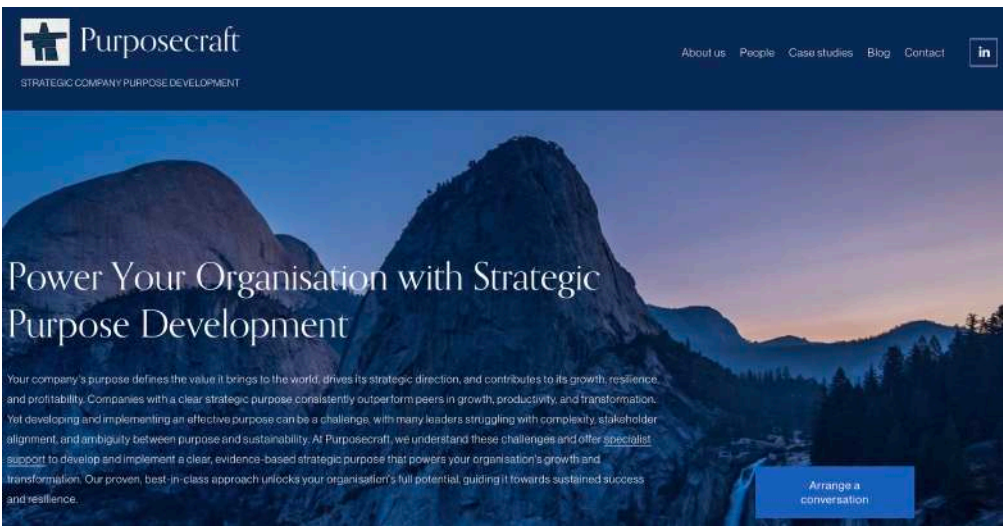 Purposecraft
STRATEGIC COMPANY PURPOSE DEVELOPMENT
About us People Case studies Blog Contact in
Power Your Organisation with Strategic
Purpose Development
Your company's purpose defines the value it brings to the world, drives its strategic direction, and contributes to its growth, resilience,
and profitability. Companies with a clear strategic purpose consistently outperform peers in growth, productivity, and transformation.
Yet developing and implementing an effective purpose can be a challenge, with many leaders struggling with complexity, stakeholder
alignment, and ambiguity between purpose and sustainability. At Purposecraft, we understand these challenges and offer specialist
support to develop and implement a clear, evidence-based strategic purpose that powers your organisation's growth and
transformation. Our proven, best-in-class approach unlocks your organisation's full potential, guiding it towards sustained success
and resilience.
Arrange a
conversation